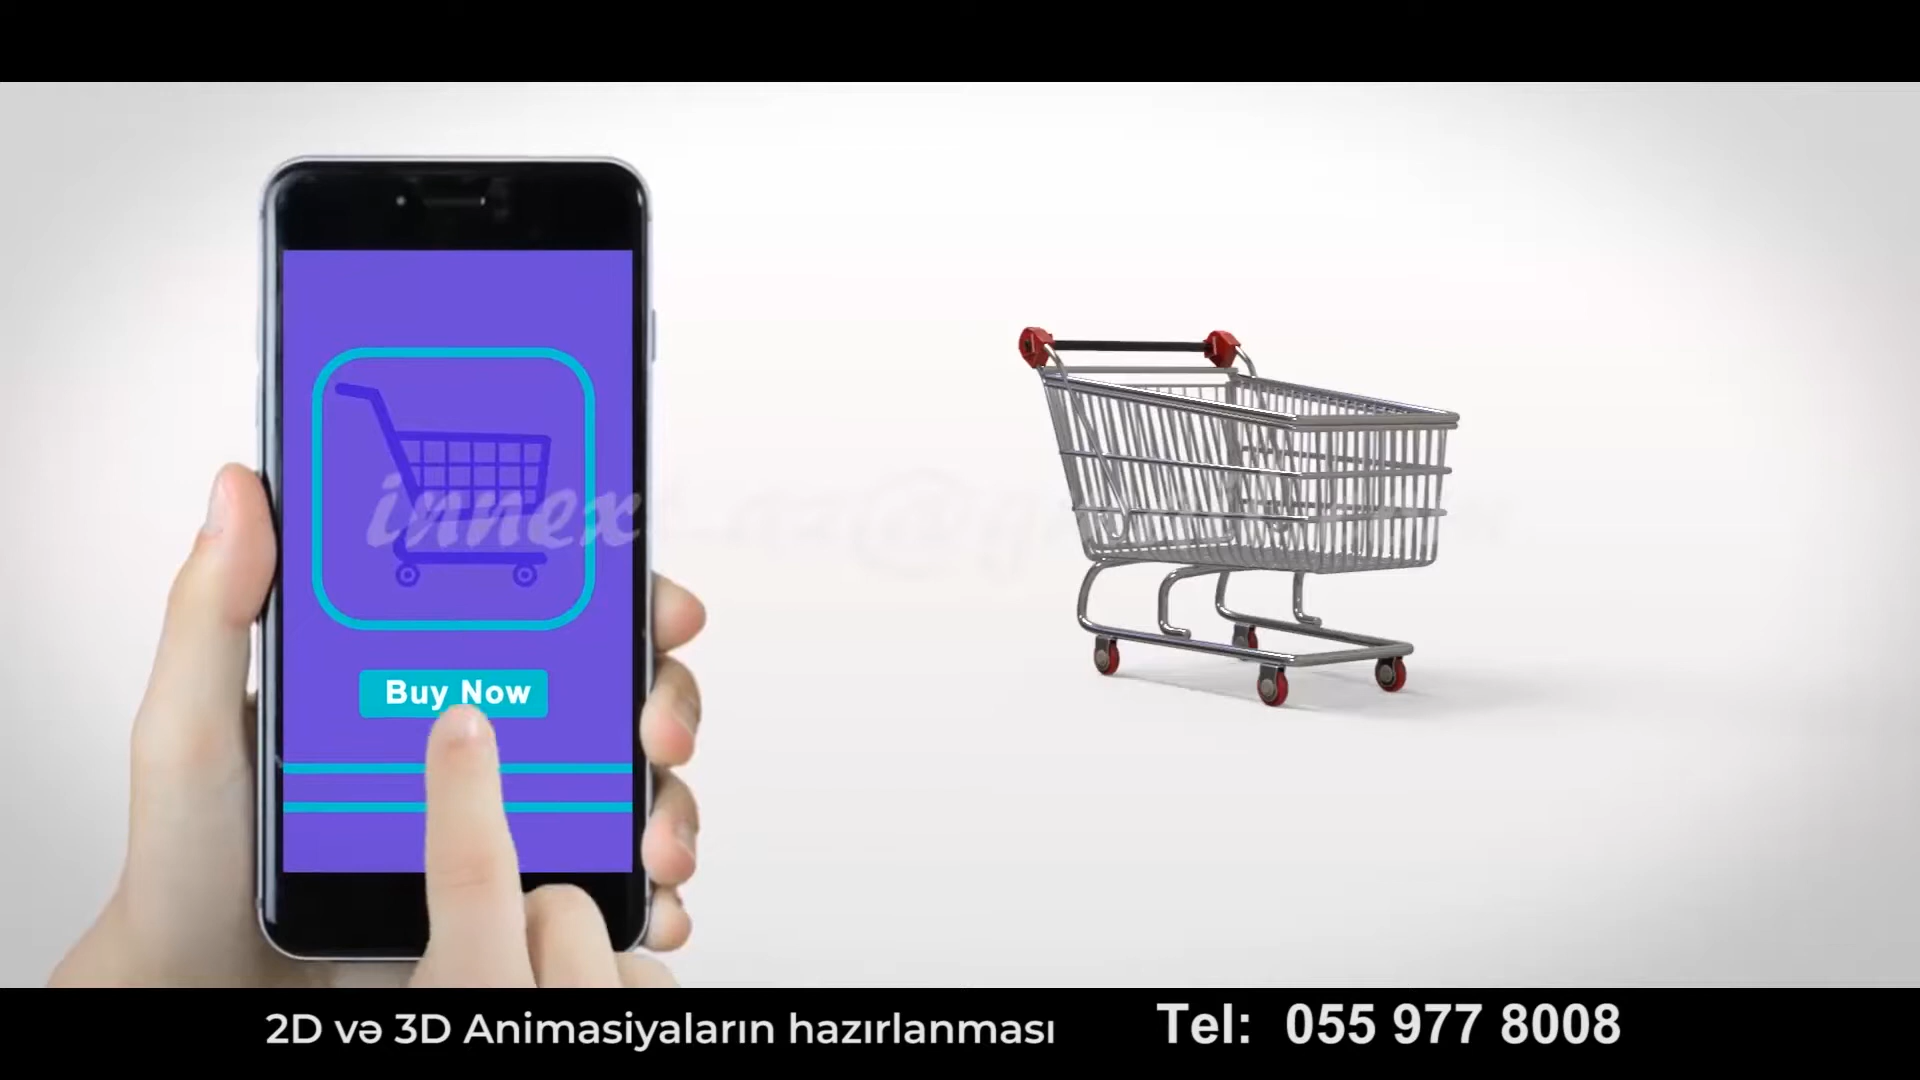 Buy Now
2D və 3D Animasiyaların hazırlanması
Tel: 055 977 8008